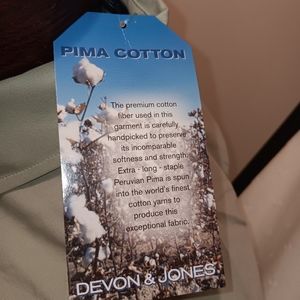 PIMA COTTON
The premium cotton
fiber used in this
garment is carefully
handpicked to preserve
its incomparable
softness and strength.
Extra - long - staple
Peruvian Pima is spun
into the world's finest
cotton yarns to
produce this
exceptional fabric.
DEVON & JONES